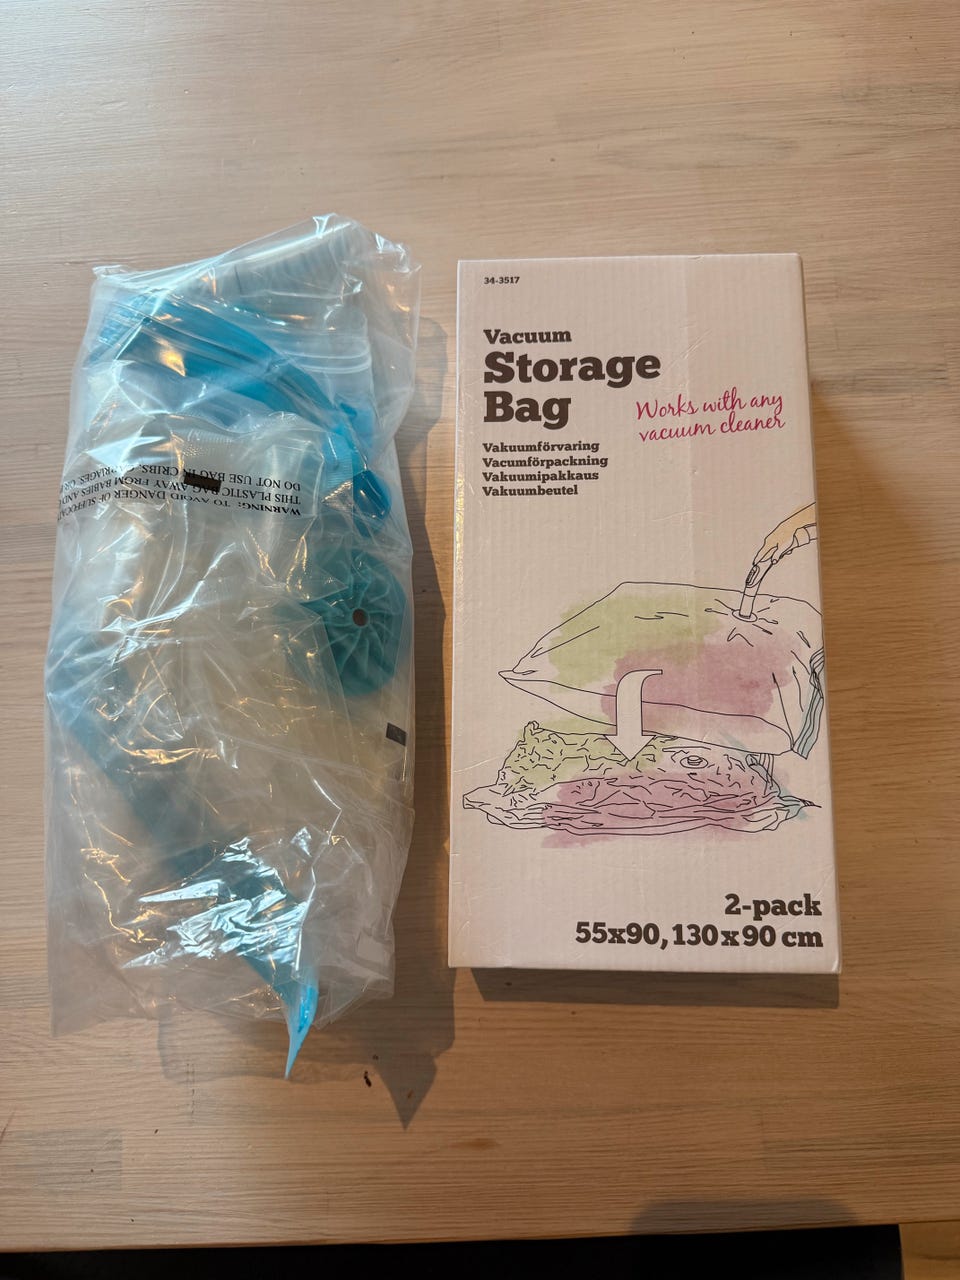 WARNING: TO AVOID DANGER OF
THIS PLASTIC BAG AWAY FROM BABIES AND
DO NOT USE BAG IN CRIBS,
34-3517
Vacuum
Storage
Bag
Works with any
vacuum cleaner
Vakuumförvaring
Vacumförpackning
Vakuumipakkaus
Vakuumbeutel
2-pack
55x90, 130x90 cm